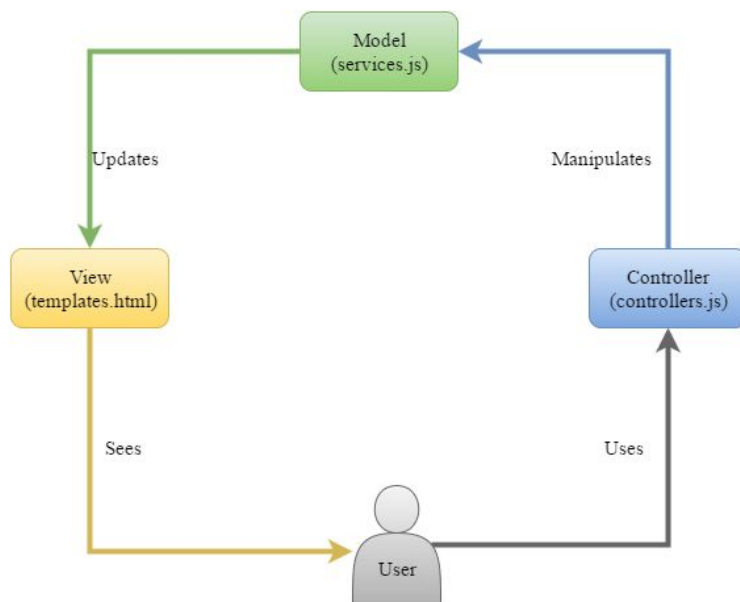 Model
(services.js)
Updates
Manipulates
View
(templates.html)
Controller
(controllers.js)
Sees
Uses
User